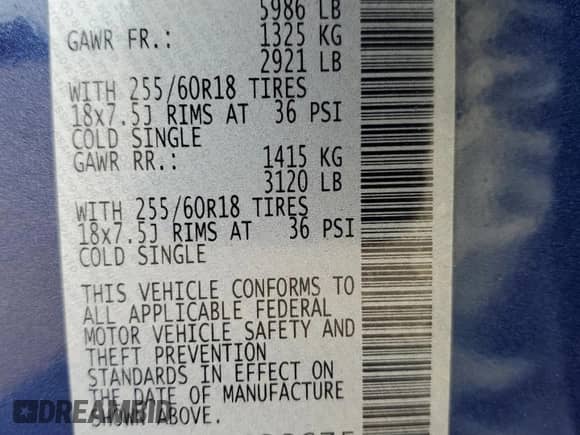 5986 LB
GAWR FR.: 1325 KG
2921 LB
WITH 255/60R18 TIRES
18x7.5J RIMS AT 36 PSI
COLD SINGLE
GAWR RR.: 1415 KG
3120 LB
WITH 255/60R18 TIRES
18x7.5J RIMS AT 36 PSI
COLD SINGLE
THIS VEHICLE CONFORMS TO
ALL APPLICABLE FEDERAL
MOTOR VEHICLE SAFETY AND
THEFT PREVENTION
STANDARDS IN EFFECT ON
THE DATE OF MANUFACTURE
SHOWN ABOVE.
DREAMBID